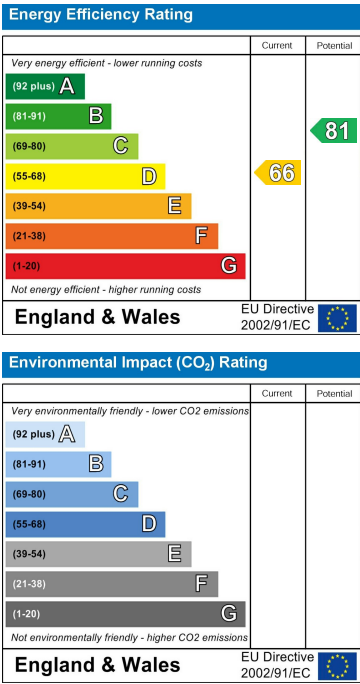 Energy Efficiency Rating
Current Potential
Very energy efficient - lower running costs
(92 plus) A
(81-91) B
(69-80) C
(55-68) D
(39-54) E
(21-38) F
(1-20) G
66
81
Not energy efficient - higher running costs
England & Wales
EU Directive
2002/91/EC
Environmental Impact (CO₂) Rating
Current Potential
Very environmentally friendly - lower CO2 emissions
(92 plus) A
(81-91) B
(69-80) C
(55-68) D
(39-54) E
(21-38) F
(1-20) G
Not environmentally friendly - higher CO2 emissions
England & Wales
EU Directive
2002/91/EC